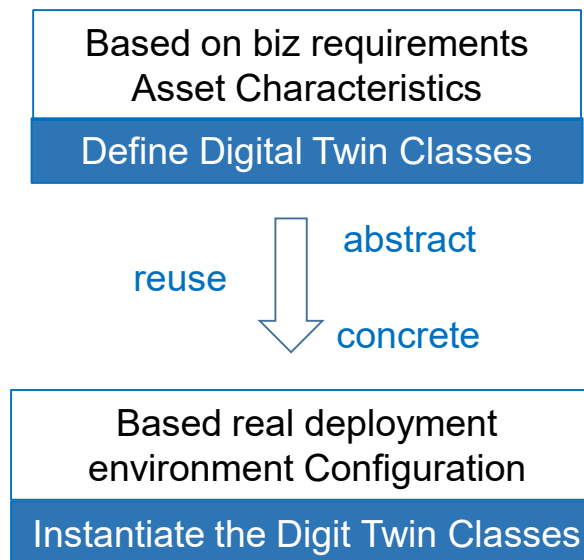 Based on biz requirements
Asset Characteristics
Define Digital Twin Classes
abstract
reuse
concrete
Based real deployment
environment Configuration
Instantiate the Digit Twin Classes